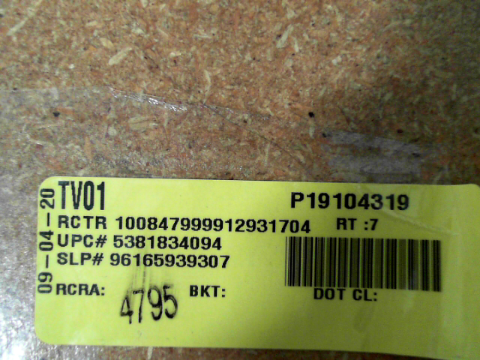 09-04-20
TV01 P19104319
RCTR 100847999912931704 RT :7
UPC# 5381834094
SLP# 96165939307
RCRA: 4795 BKT: DOT CL: